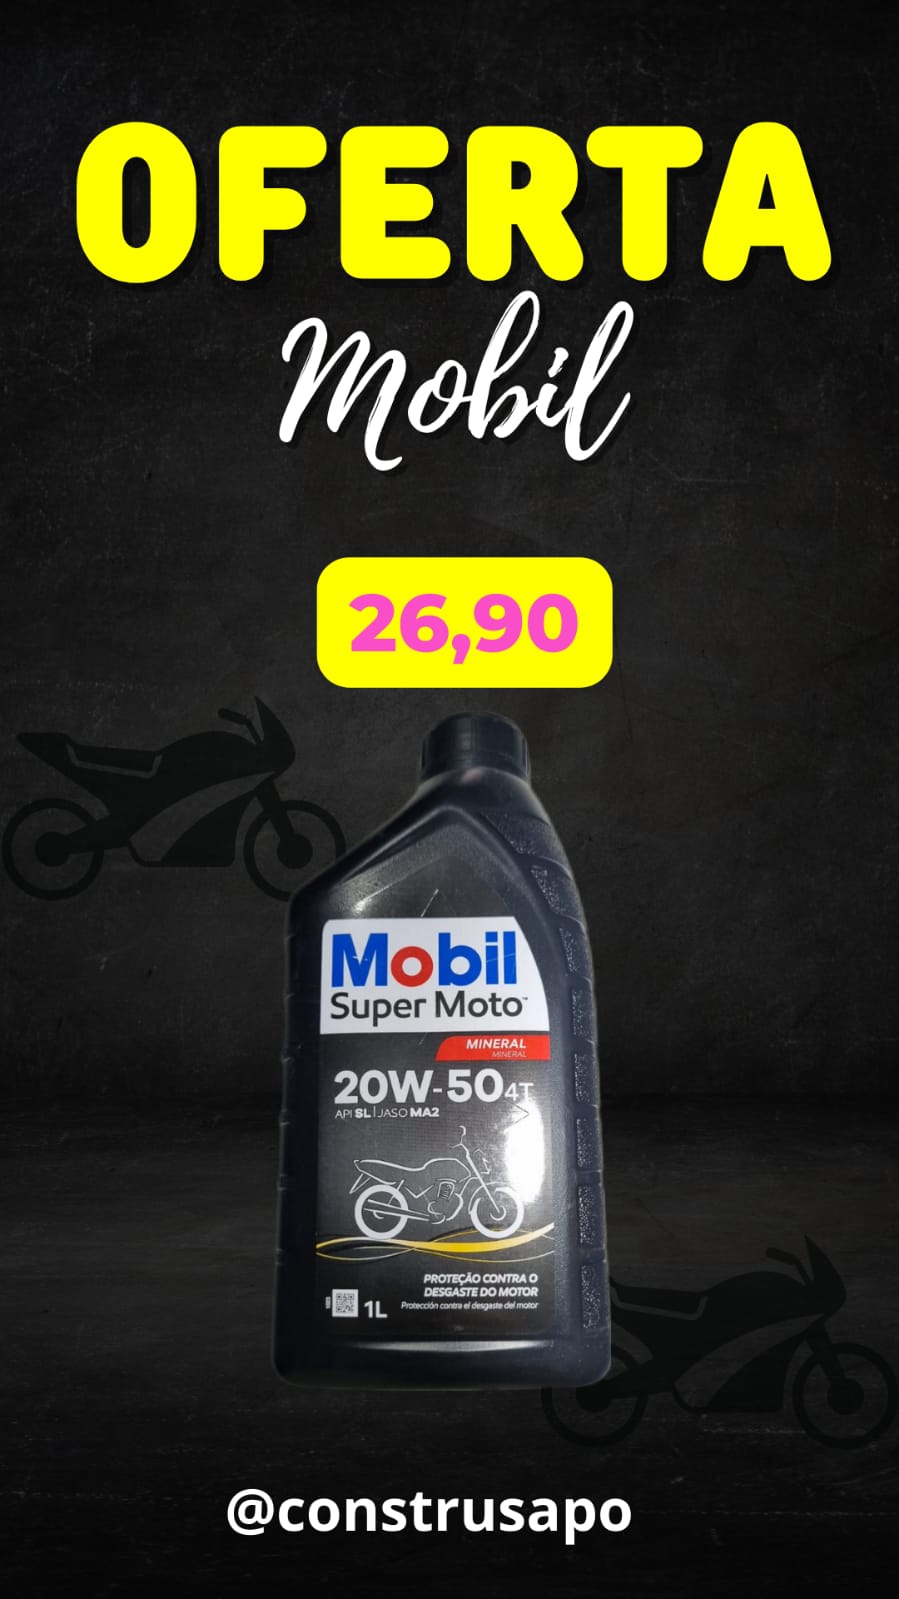 OFERTA
Mobil
26,90
Mobil
Super Moto™
MINERAL
MINERAL
20W-50 4T
API SL | JASO MA2
PROTEÇÃO CONTRA O
DESGASTE DO MOTOR
Protección contra el desgaste del motor
1L
@construsapo